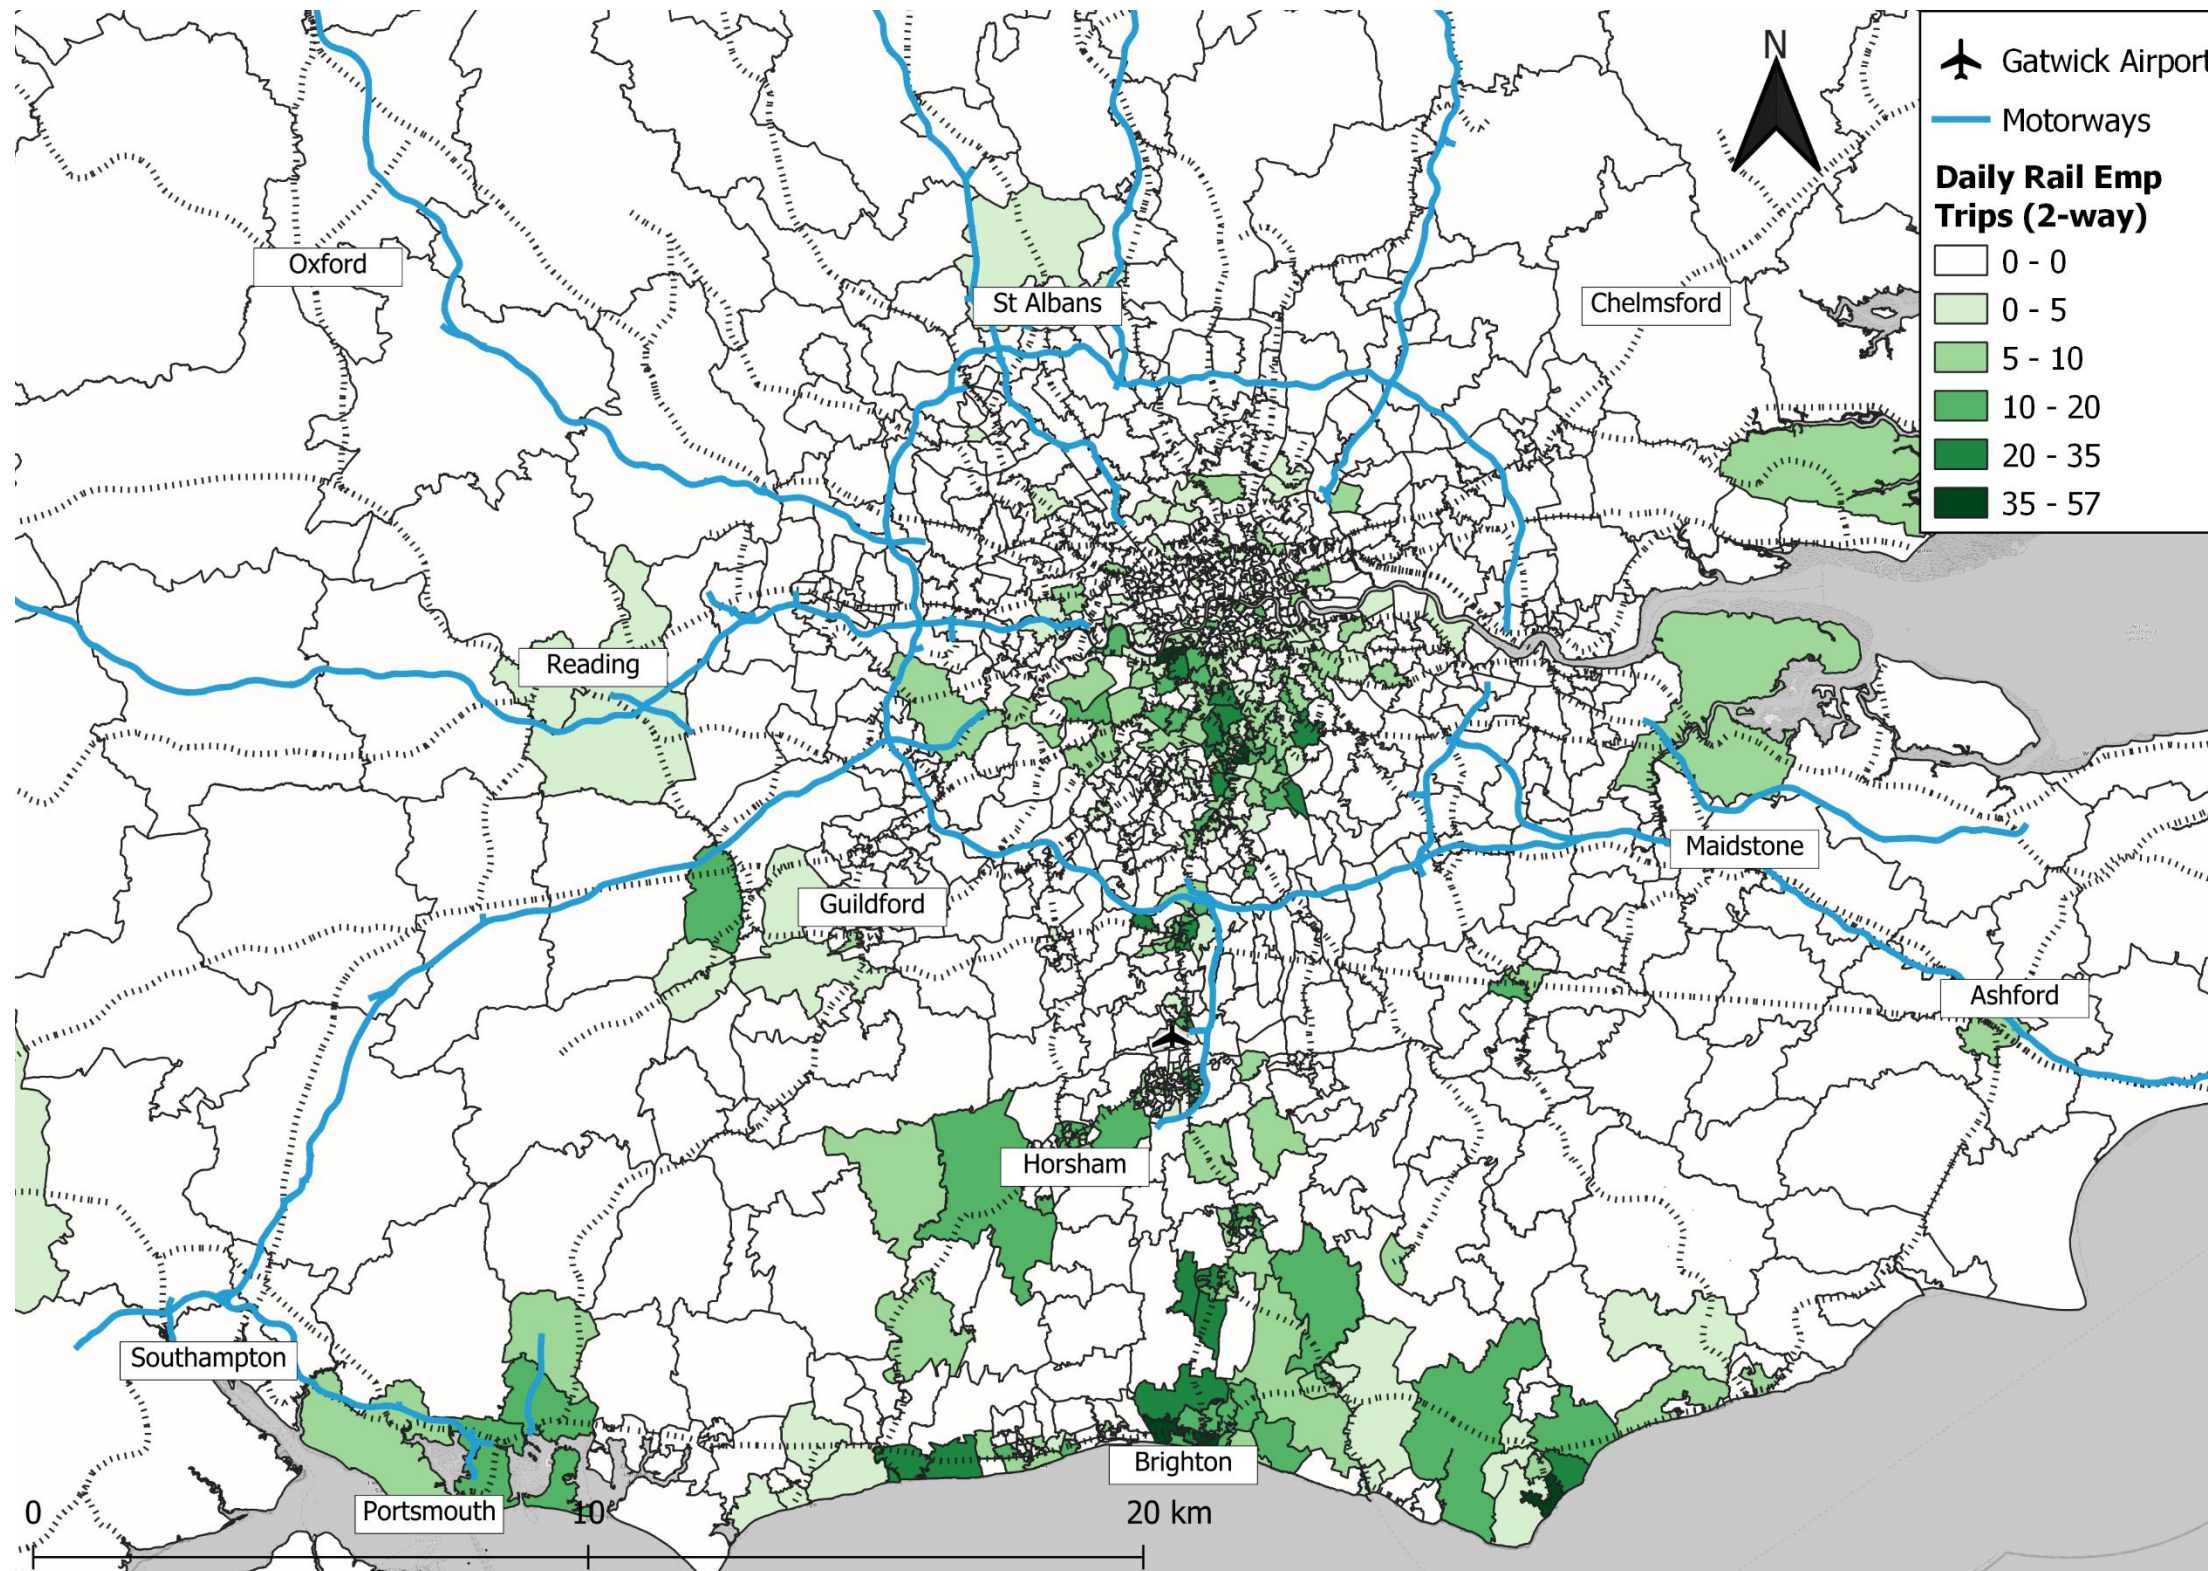 N
Gatwick Airport
Motorways
Daily Rail Emp
Trips (2-way)
0 - 0
0 - 5
5 - 10
10 - 20
20 - 35
35 - 57
Oxford
St Albans
Chelmsford
Reading
Maidstone
Guildford
Ashford
Horsham
Southampton
Brighton
Portsmouth
0 10 20 km